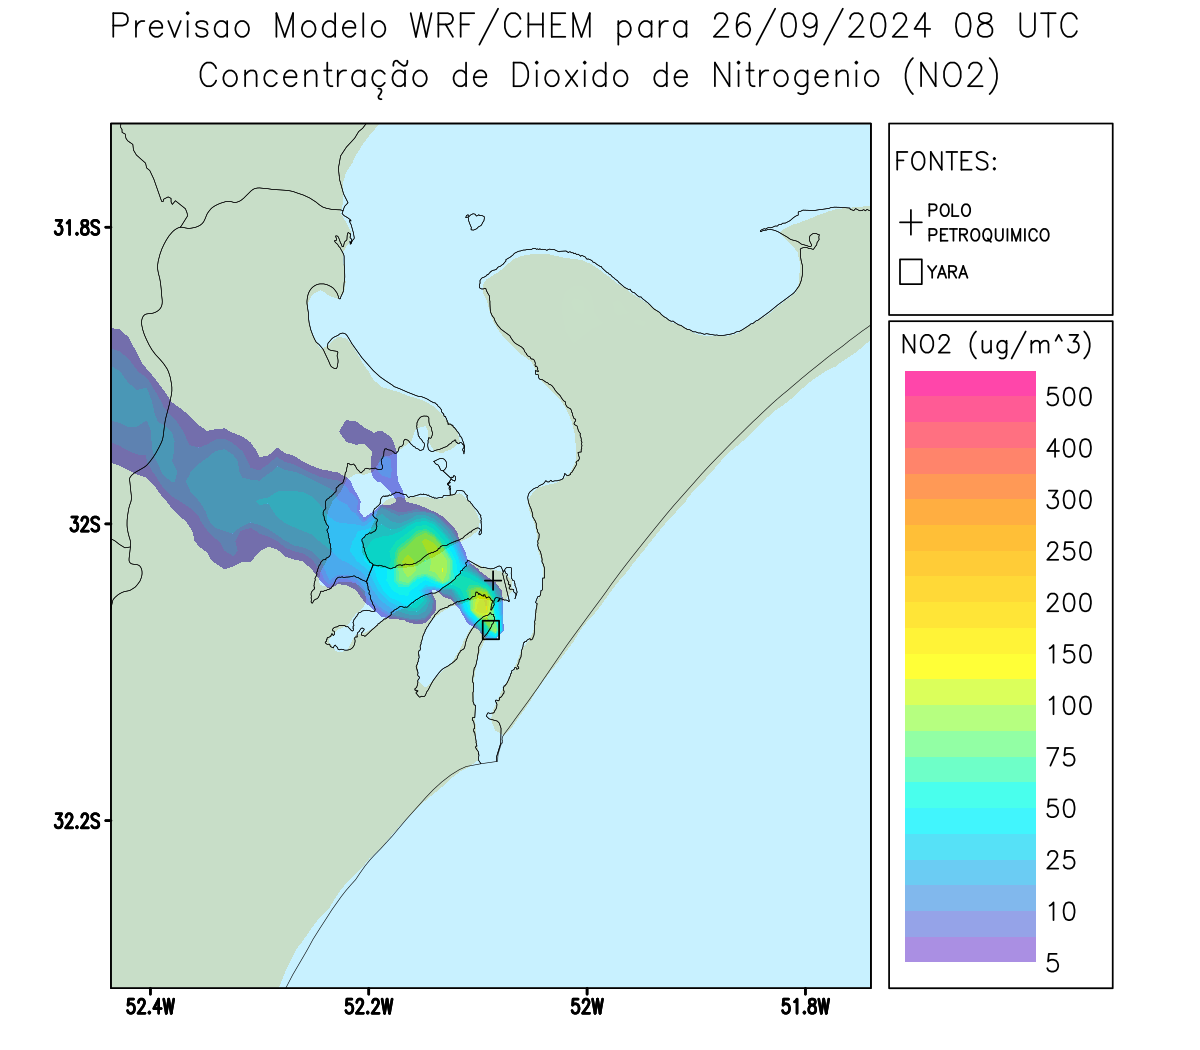 Previsao Modelo WRF/CHEM para 26/09/2024 08 UTC
Concentração de Dioxido de Nitrogenio (NO2)
FONTES:
POLO
PETROQUIMICO
YARA
NO2 (ug/m^3)
500
400
300
250
200
150
100
75
50
25
10
5
31.8S
32S
32.2S
52.4W
52.2W
52W
51.8W